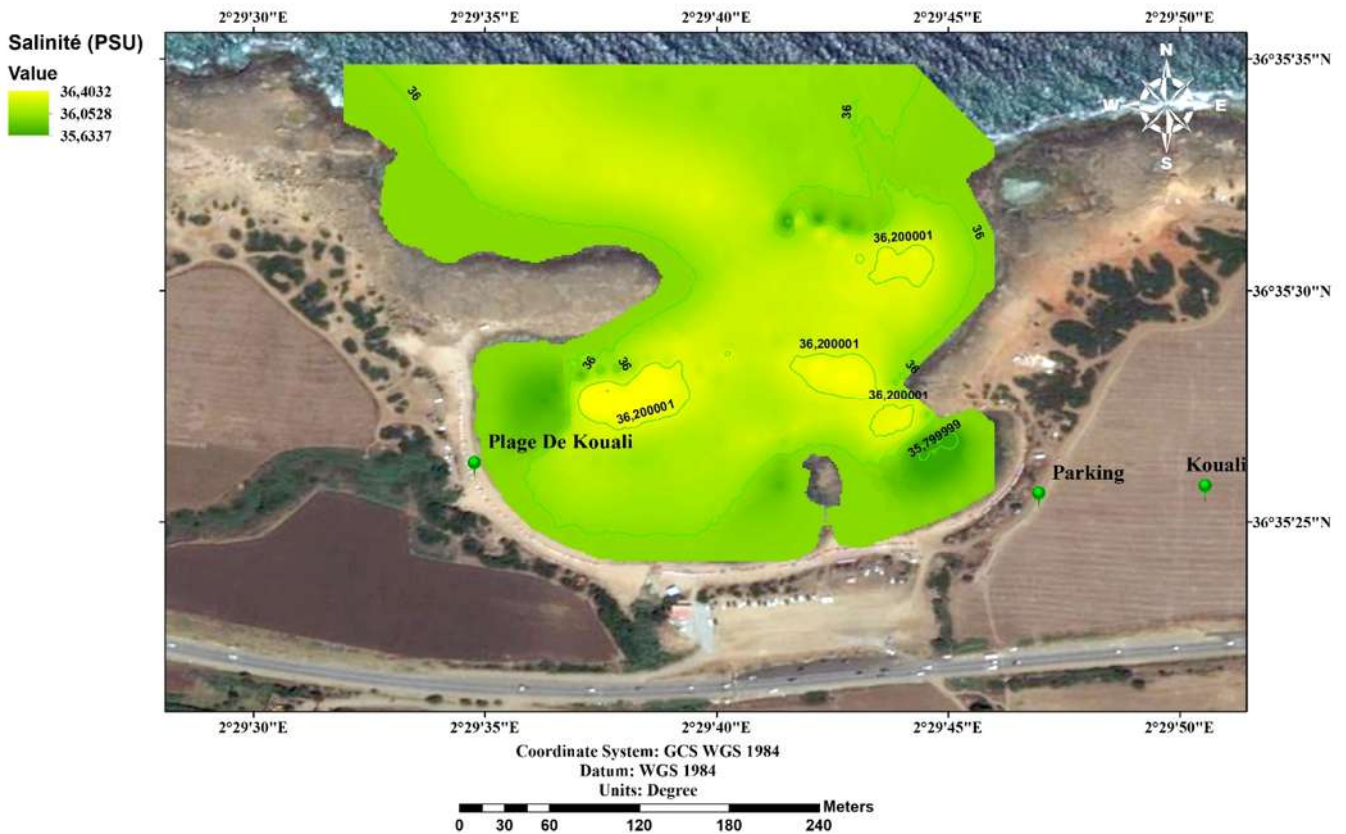 2°29'30"E 2°29'35"E 2°29'40"E 2°29'45"E 2°29'50"E
Salinité (PSU)
Value
36,4032
36,0528
35,6337
N
W E
S
36°35'35"N
36
36
36,200001
36
36°35'30"N
36,200001
36
36
36
36,200001
36,200001
35,799999
Plage De Kouali
Parking
Kouali
36°35'25"N
2°29'30"E 2°29'35"E 2°29'40"E 2°29'45"E 2°29'50"E
Coordinate System: GCS WGS 1984
Datum: WGS 1984
Units: Degree
Meters
0 30 60 120 180 240